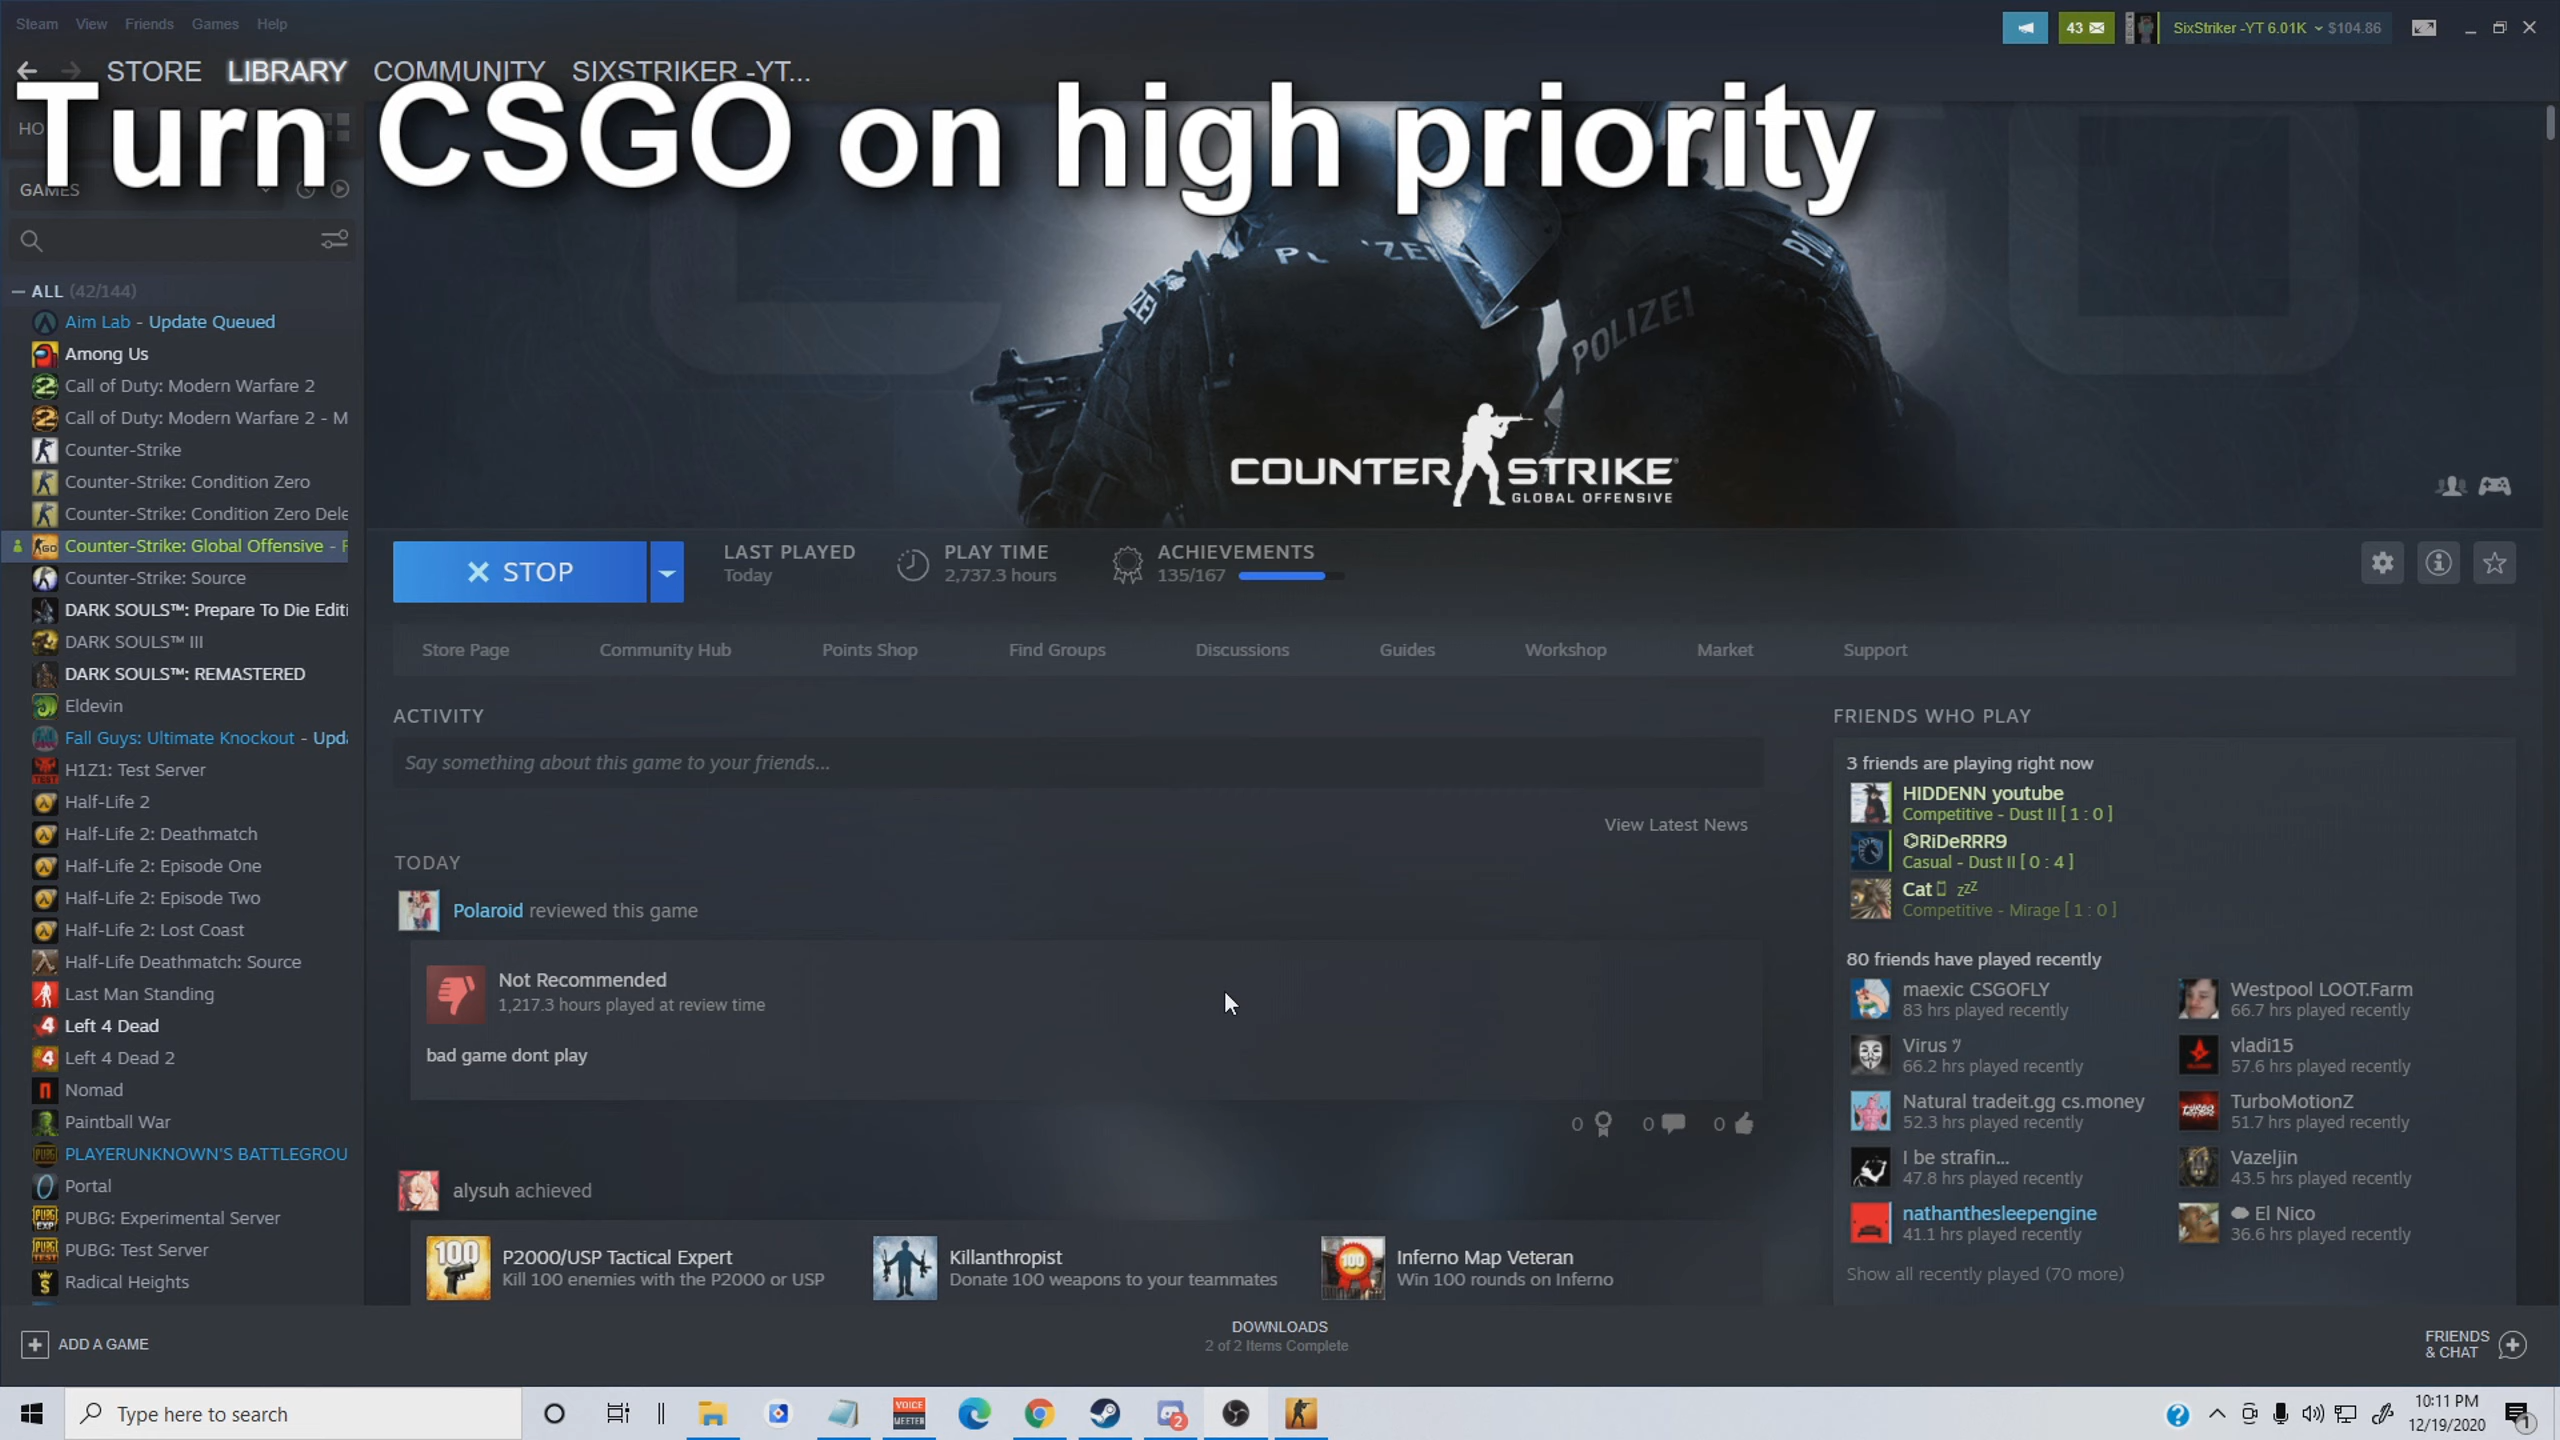 Steam View Friends Games Help
43
SixStriker -YT 6.01K
$104.86
STORE LIBRARY COMMUNITY SIXSTRIKER -YT...
Turn CSGO on high priority
GAMES
ALL (42/144)
Aim Lab - Update Queued
Among Us
Call of Duty: Modern Warfare 2
Call of Duty: Modern Warfare 2 - M
Counter-Strike
Counter-Strike: Condition Zero
Counter-Strike: Condition Zero Dele
Counter-Strike: Global Offensive - 
Counter-Strike: Source
DARK SOULS™: Prepare To Die Editi
DARK SOULS™ III
DARK SOULS™: REMASTERED
Eldevin
Fall Guys: Ultimate Knockout - Upda
H1Z1: Test Server
Half-Life 2
Half-Life 2: Deathmatch
Half-Life 2: Episode One
Half-Life 2: Episode Two
Half-Life 2: Lost Coast
Half-Life Deathmatch: Source
Last Man Standing
Left 4 Dead
Left 4 Dead 2
Nomad
Paintball War
PLAYERUNKNOWN'S BATTLEGROU
Portal
PUBG: Experimental Server
PUBG: Test Server
Radical Heights
POLIZEI
COUNTER STRIKE
GLOBAL OFFENSIVE
STOP
LAST PLAYED
Today
PLAY TIME
2,737.3 hours
ACHIEVEMENTS
135/167
Store Page Community Hub Points Shop Find Groups Discussions Guides Workshop Market Support
ACTIVITY
Say something about this game to your friends...
View Latest News
TODAY
Polaroid reviewed this game
Not Recommended
1,217.3 hours played at review time
bad game dont play
0 0 0
alysuh achieved
P2000/USP Tactical Expert
Kill 100 enemies with the P2000 or USP
Killanthropist
Donate 100 weapons to your teammates
Inferno Map Veteran
Win 100 rounds on Inferno
FRIENDS WHO PLAY
3 friends are playing right now
HIDDENN youtube
Competitive - Dust II [ 1 : 0 ]
RiDeRRR9
Casual - Dust II [ 0 : 4 ]
Cat zzZ
Competitive - Mirage [ 1 : 0 ]
80 friends have played recently
maexic CSGOFLY
83 hrs played recently
Westpool LOOT.Farm
66.7 hrs played recently
Virus ツ
66.2 hrs played recently
vladi15
57.6 hrs played recently
Natural tradeit.gg cs.money
52.3 hrs played recently
TurboMotionZ
51.7 hrs played recently
I be strafin...
47.8 hrs played recently
Vazeljin
43.5 hrs played recently
nathanthesleepengine
41.1 hrs played recently
El Nico
36.6 hrs played recently
Show all recently played (70 more)
ADD A GAME
DOWNLOADS
2 of 2 Items Complete
FRIENDS
& CHAT
Type here to search
VOICE
MEETER
2
10:11 PM
12/19/2020
1